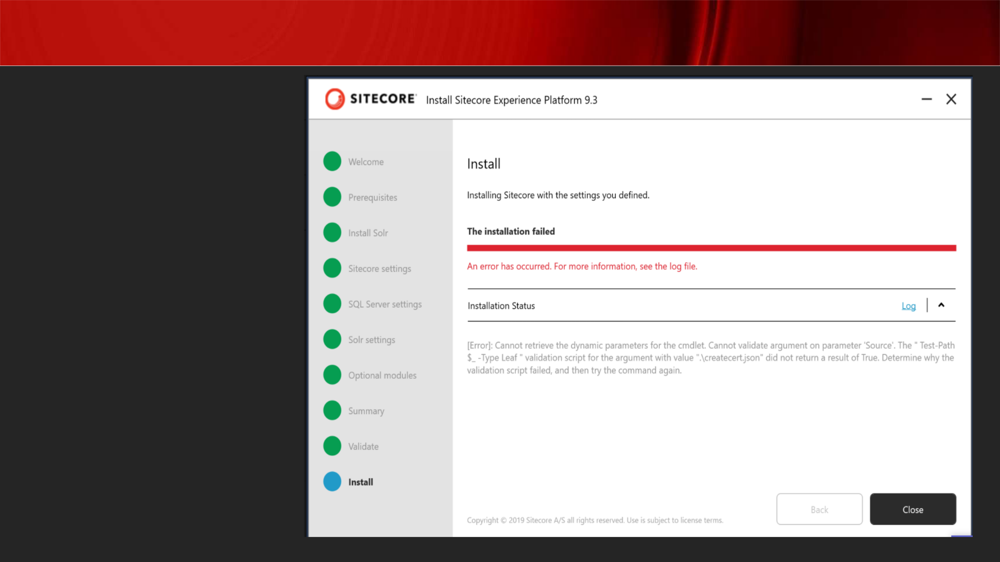 SITECORE Install Sitecore Experience Platform 9.3
Welcome
Prerequisites
Install Solr
Sitecore settings
SQL Server settings
Solr settings
Optional modules
Summary
Validate
Install
Install
Installing Sitecore with the settings you defined.
The installation failed
An error has occurred. For more information, see the log file.
Installation Status Log
[Error]: Cannot retrieve the dynamic parameters for the cmdlet. Cannot validate argument on parameter 'Source'. The " Test-Path
$_ -Type Leaf " validation script for the argument with value ".\createcert.json" did not return a result of True. Determine why the
validation script failed, and then try the command again.
Back Close
Copyright © 2019 Sitecore A/S all rights reserved. Use is subject to license terms.